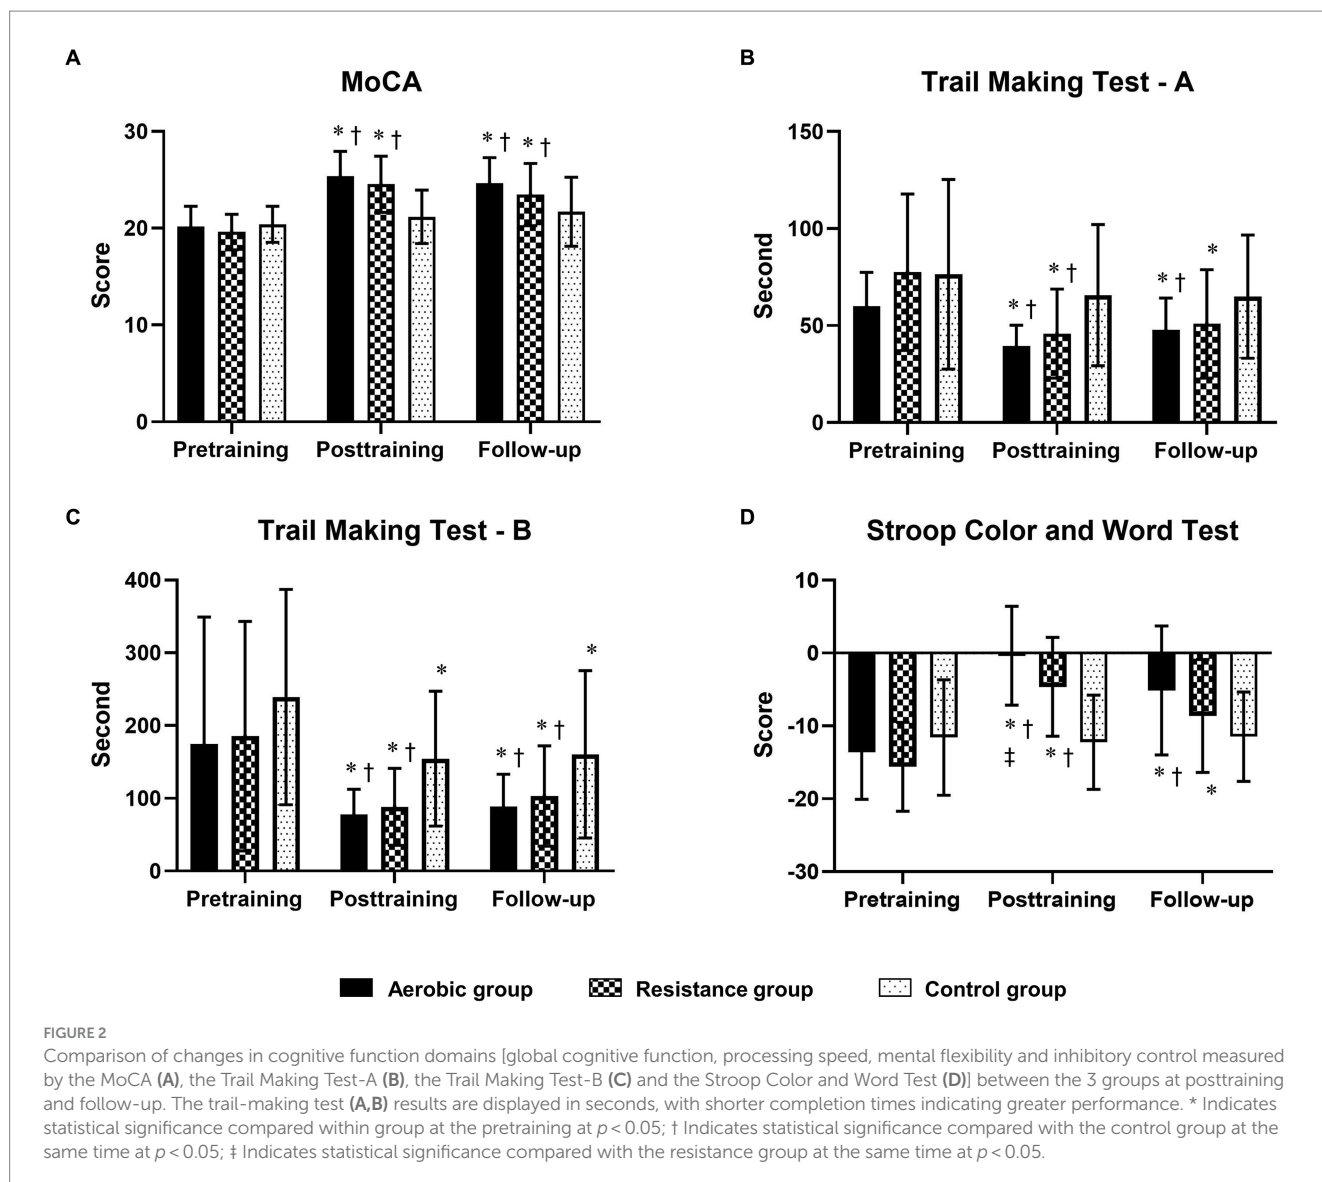 A
MoCA
Score
30
20
10
0
* † * †
* † * †
Pretraining Posttraining Follow-up
B
Trail Making Test - A
Second
150
100
50
0
* † * †
* † *
Pretraining Posttraining Follow-up
C
Trail Making Test - B
Second
400
300
200
100
0
* † * † *
* † * † *
Pretraining Posttraining Follow-up
D
Stroop Color and Word Test
Score
10
0
-10
-20
-30
* †
‡
* †
* †
*
Pretraining Posttraining Follow-up
Aerobic group Resistance group Control group
FIGURE 2
Comparison of changes in cognitive function domains [global cognitive function, processing speed, mental flexibility and inhibitory control measured
by the MoCA (A), the Trail Making Test-A (B), the Trail Making Test-B (C) and the Stroop Color and Word Test (D)] between the 3 groups at posttraining
and follow-up. The trail-making test (A,B) results are displayed in seconds, with shorter completion times indicating greater performance. * Indicates
statistical significance compared within group at the pretraining at p < 0.05; † Indicates statistical significance compared with the control group at the
same time at p < 0.05; ‡ Indicates statistical significance compared with the resistance group at the same time at p < 0.05.